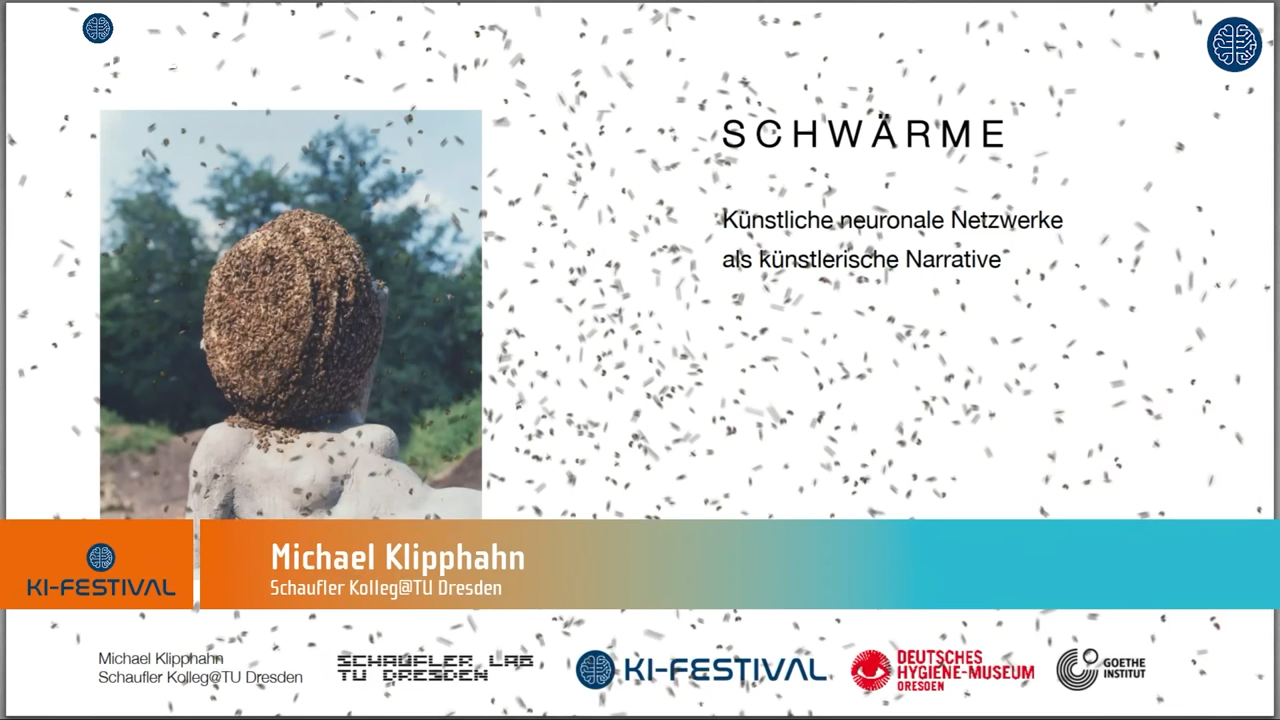 SCHWÄRME
Künstliche neuronale Netzwerke
als künstlerische Narrative
Michael Klipphahn
Schaufler Kolleg@TU Dresden
KI-FESTIVAL
Michael Klipphahn
Schaufler Kolleg@TU Dresden
SCHAUFLER LAB
TU DRESDEN
KI-FESTIVAL
DEUTSCHES
HYGIENE-MUSEUM
DRESDEN
GOETHE
INSTITUT